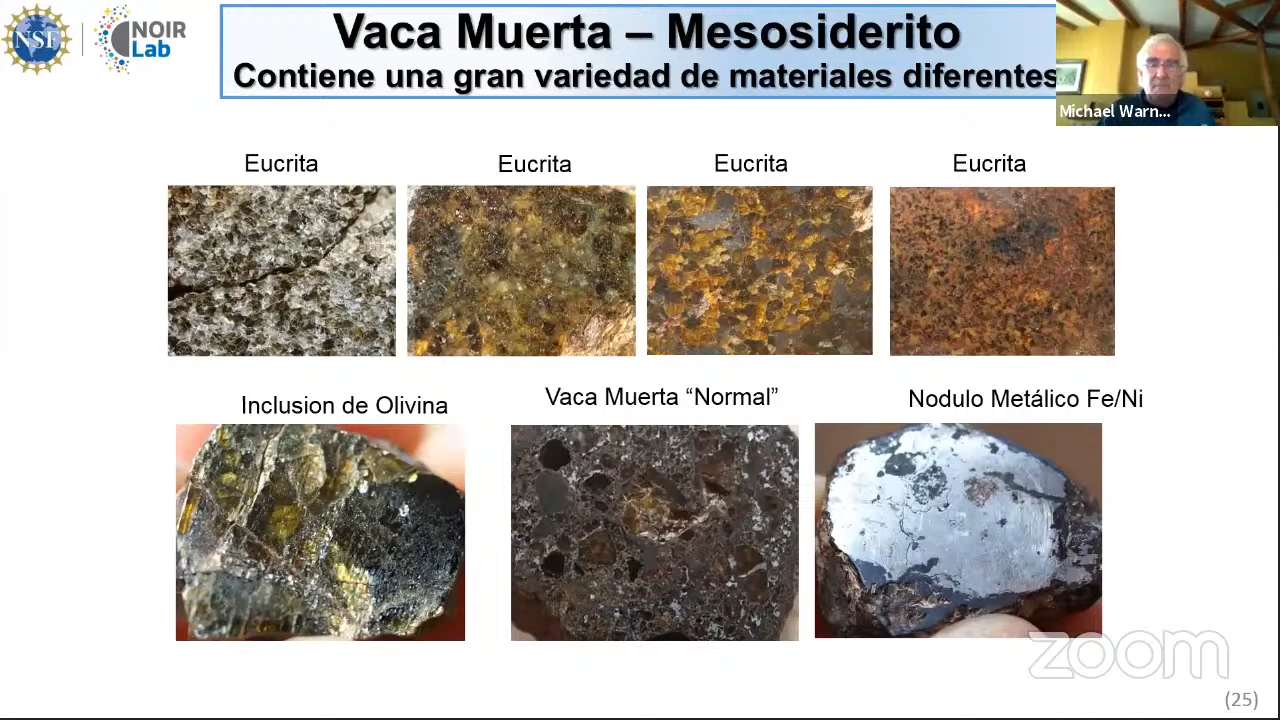 NSF
NOIR
Lab
Vaca Muerta – Mesosiderito
Contiene una gran variedad de materiales diferentes
Michael Warn...
Eucrita
Eucrita
Eucrita
Eucrita
Inclusion de Olivina
Vaca Muerta “Normal”
Nodulo Metálico Fe/Ni
zoom
(25)